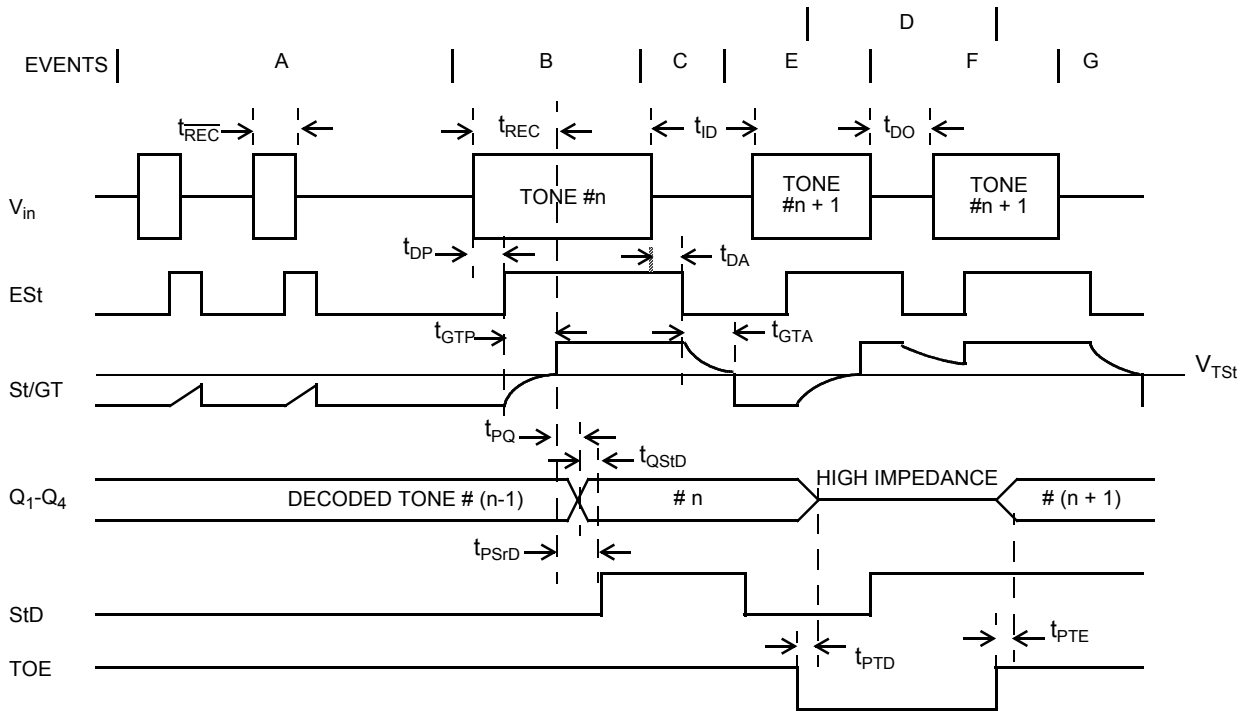 D
EVENTS A B C E F G
tREC tREC tID tDO
Vin TONE #n TONE #n + 1 TONE #n + 1
tDP tDA
ESt
tGTP tGTA
St/GT VTSt
tPQ tQStD
Q1-Q4 DECODED TONE # (n-1) # n HIGH IMPEDANCE # (n + 1)
tPSrD
StD
tPTD tPTE
TOE